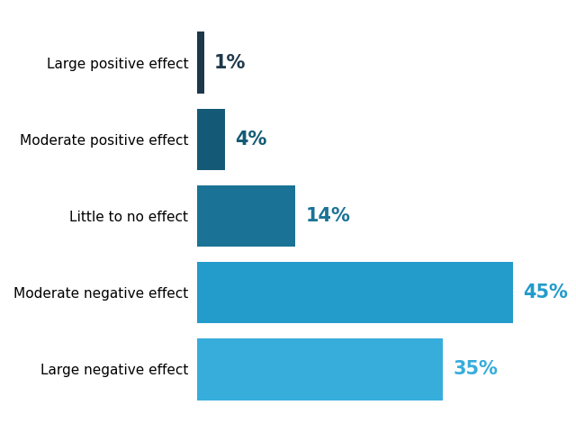 Large positive effect 1%
Moderate positive effect 4%
Little to no effect 14%
Moderate negative effect 45%
Large negative effect 35%